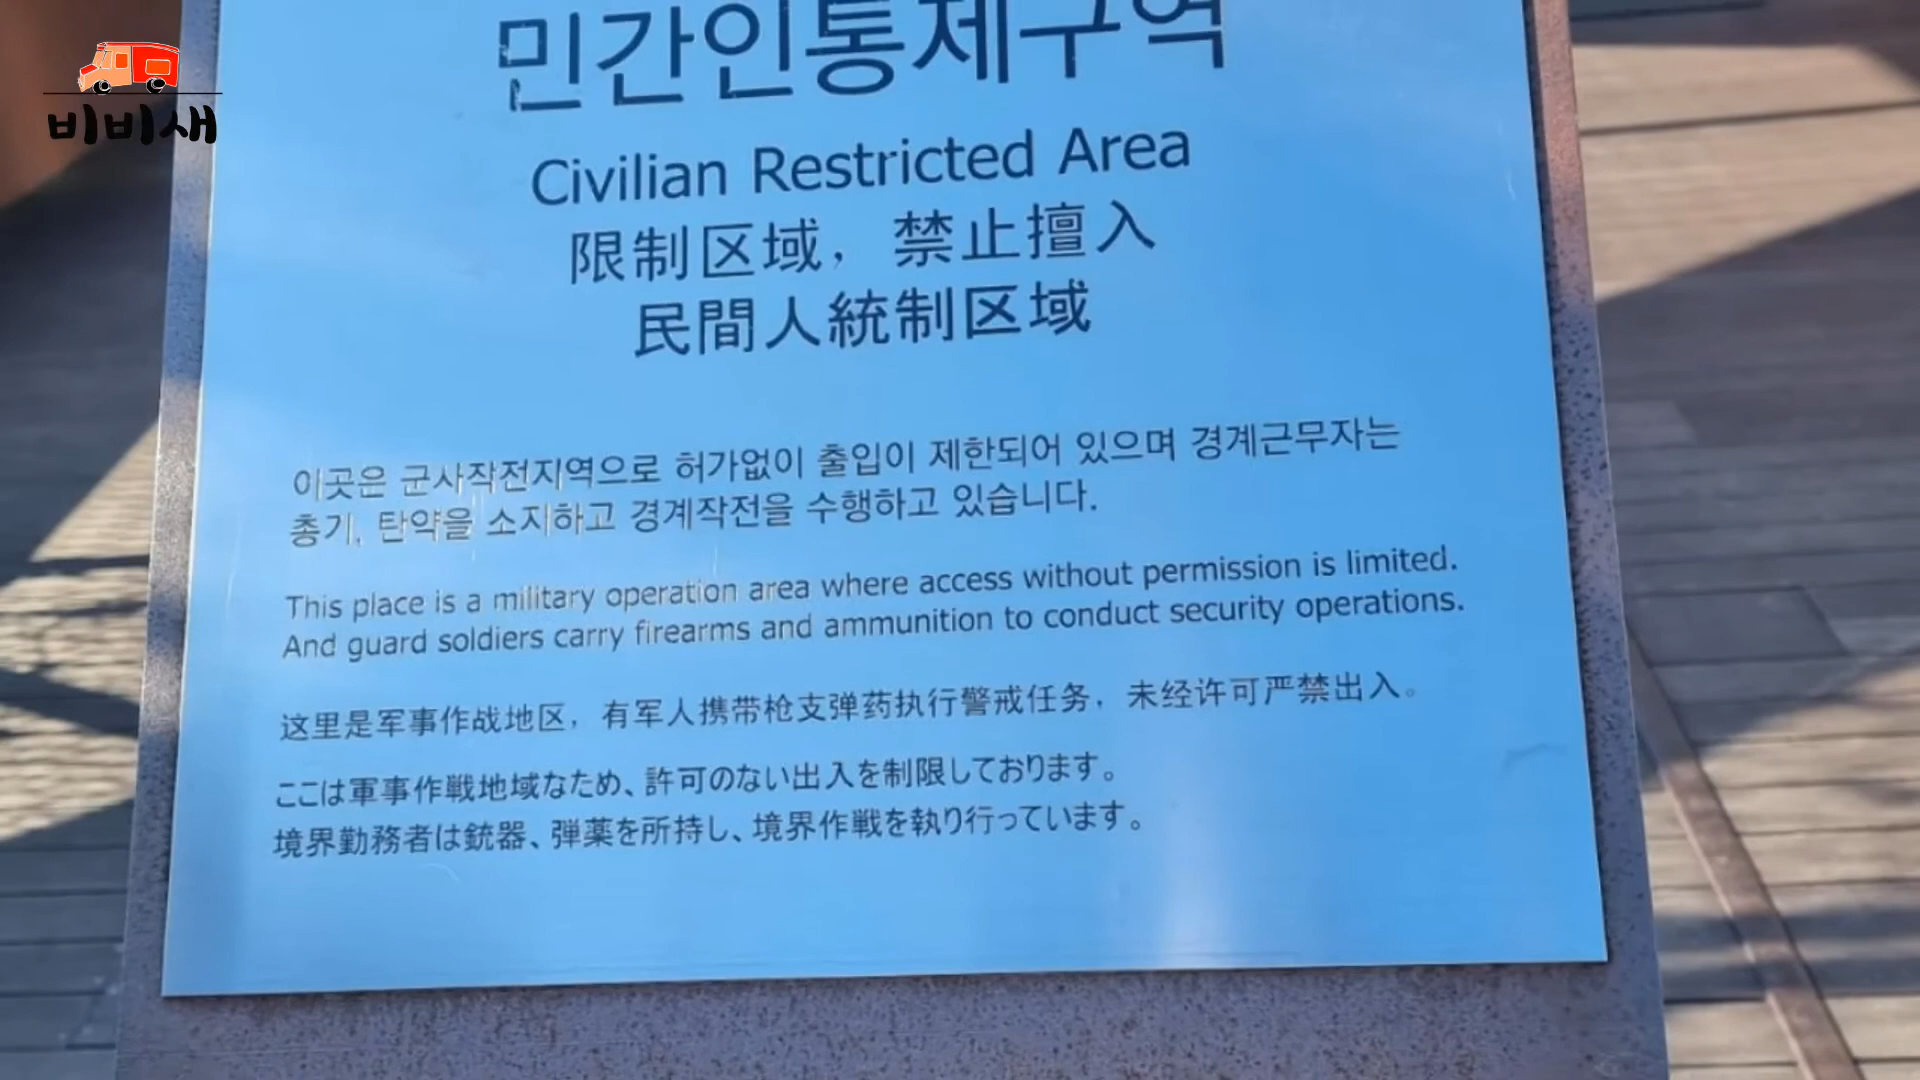 비비새
민간인통제구역
Civilian Restricted Area
限制区域，禁止擅入
民間人統制区域
이곳은 군사작전지역으로 허가없이 출입이 제한되어 있으며 경계근무자는
총기, 탄약을 소지하고 경계작전을 수행하고 있습니다.
This place is a military operation area where access without permission is limited.
And guard soldiers carry firearms and ammunition to conduct security operations.
这里是军事作战地区，有军人携带枪支弹药执行警戒任务，未经许可严禁出入。
ここは軍事作戦地域なため、許可のない出入を制限しております。
境界勤務者は銃器、弾薬を所持し、境界作戦を執り行っています。